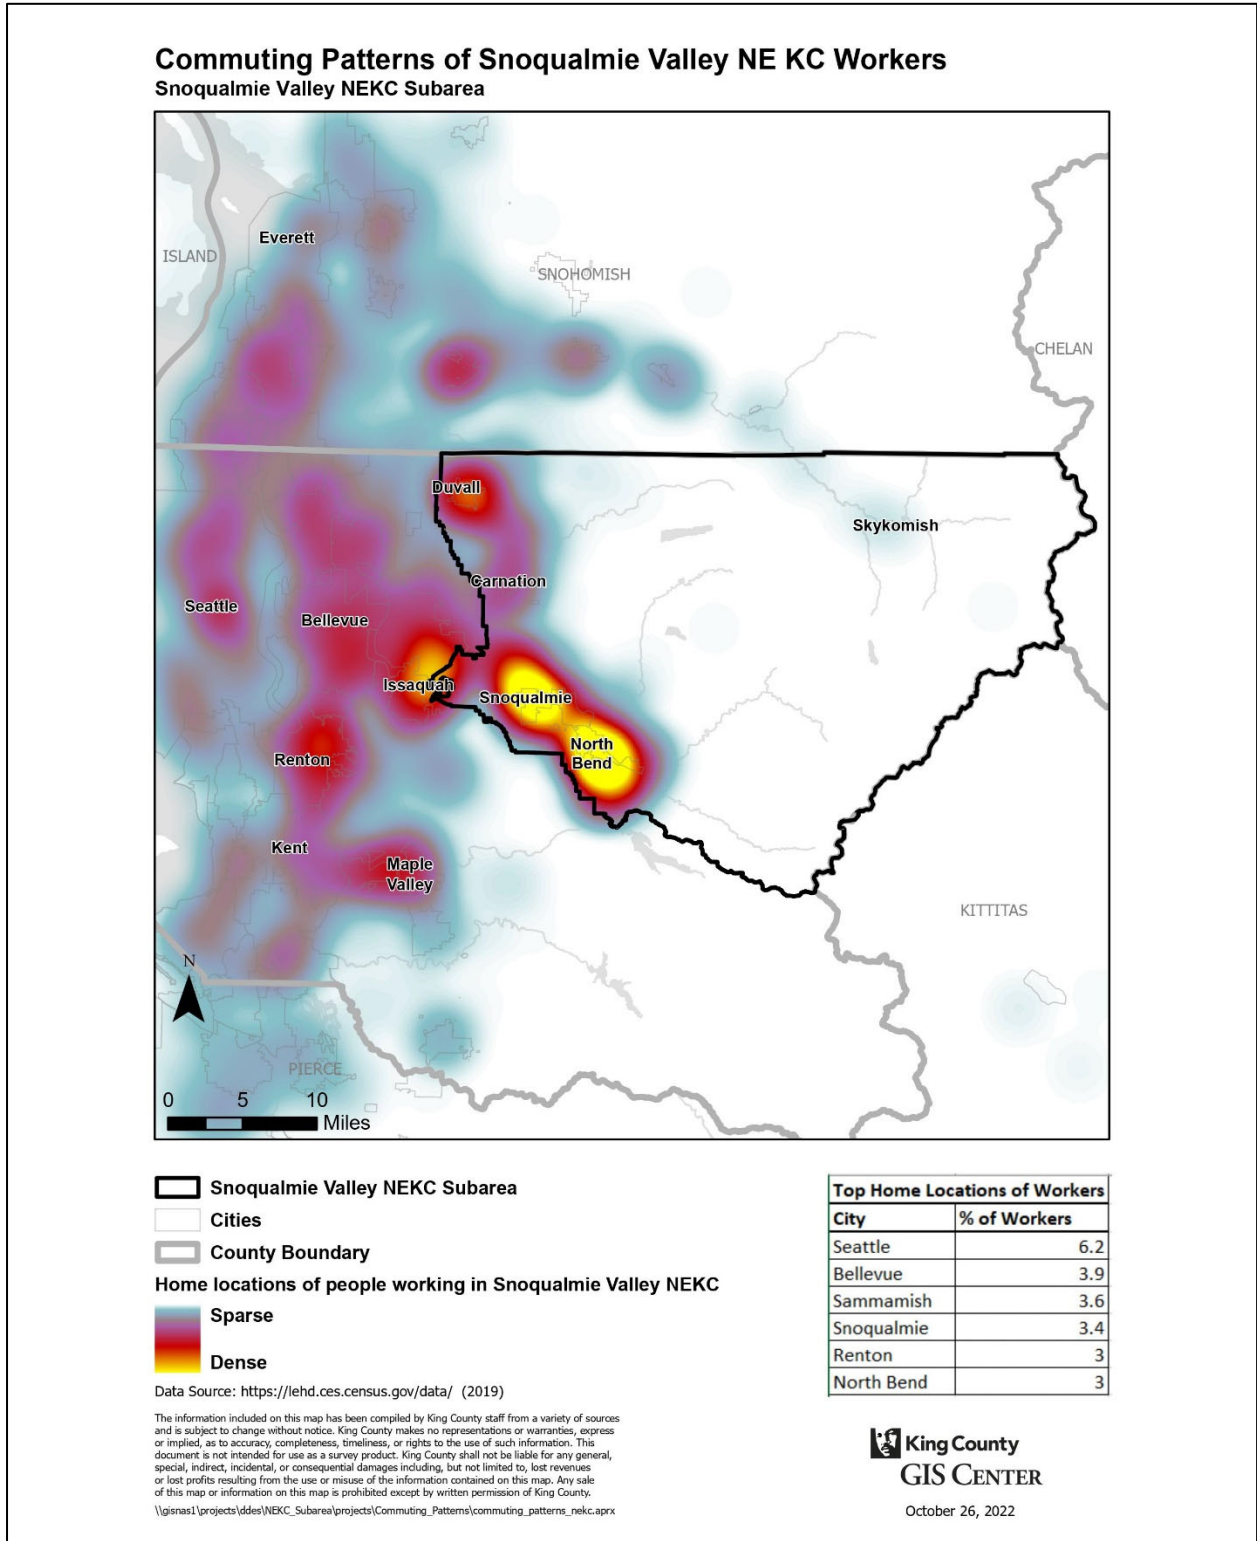 Commuting Patterns of Snoqualmie Valley NE KC Workers
Snoqualmie Valley NEKC Subarea
Everett
ISLAND
SNOHOMISH
CHELAN
Duvall
Skykomish
Carnation
Seattle
Bellevue
Issaquah
Snoqualmie
North
Bend
Renton
Kent
Maple
Valley
KITTITAS
N
PIERCE
0 5 10
Miles
Snoqualmie Valley NEKC Subarea
Cities
County Boundary
Home locations of people working in Snoqualmie Valley NEKC
Sparse
Dense
Data Source: https://lehd.ces.census.gov/data/ (2019)
The information included on this map has been compiled by King County staff from a variety of sources
and is subject to change without notice. King County makes no representations or warranties, express
or implied, as to accuracy, completeness, timeliness, or rights to the use of such information. This
document is not intended for use as a survey product. King County shall not be liable for any general,
special, indirect, incidental, or consequential damages including, but not limited to, lost revenues
or lost profits resulting from the use or misuse of the information contained on this map. Any sale
of this map or information on this map is prohibited except by written permission of King County.
\\gisnas1\projects\ddes\NEKC_Subarea\projects\Commuting_Patterns\commuting_patterns_nekc.aprx
Top Home Locations of Workers
City % of Workers
Seattle 6.2
Bellevue 3.9
Sammamish 3.6
Snoqualmie 3.4
Renton 3
North Bend 3
King County
GIS CENTER
October 26, 2022